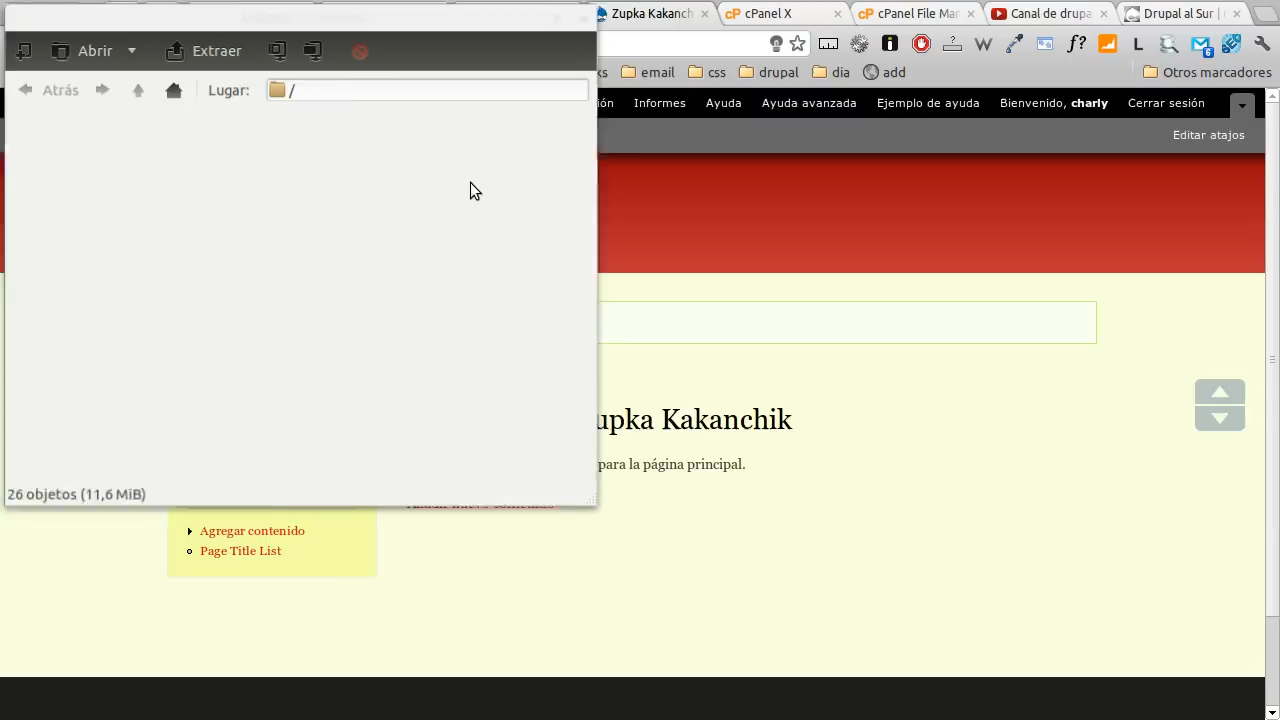 Zupka Kakanch
cPanel X
cPanel File Mar
Canal de drupa
Drupal al Sur |
Abrir
Extraer
6
email
css
drupal
dia
add
Otros marcadores
Atrás
Lugar:
/
ión
Informes
Ayuda
Ayuda avanzada
Ejemplo de ayuda
Bienvenido, charly
Cerrar sesión
Editar atajos
upka Kakanchik
para la página principal.
26 objetos (11,6 MiB)
Agregar contenido
Page Title List